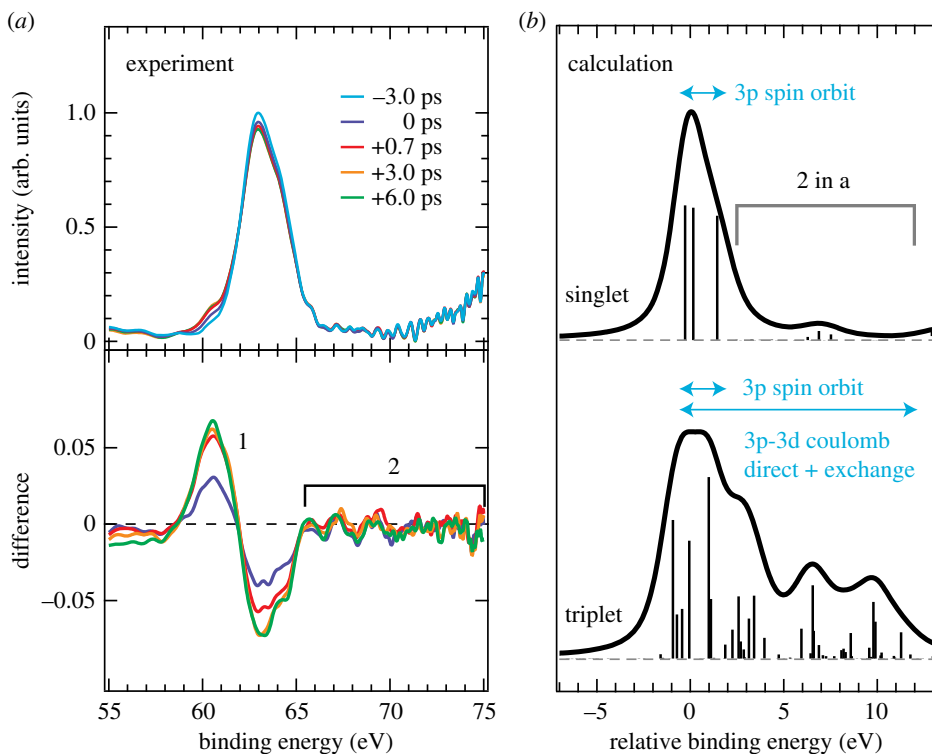 (a)
experiment
−3.0 ps
0 ps
+0.7 ps
+3.0 ps
+6.0 ps
intensity (arb. units)
1.0
0.5
0
1
2
difference
0.05
0
−0.05
55 60 65 70 75
binding energy (eV)
(b)
calculation
3p spin orbit
2 in a
singlet
3p spin orbit
3p-3d coulomb
direct + exchange
triplet
−5 0 5 10
relative binding energy (eV)